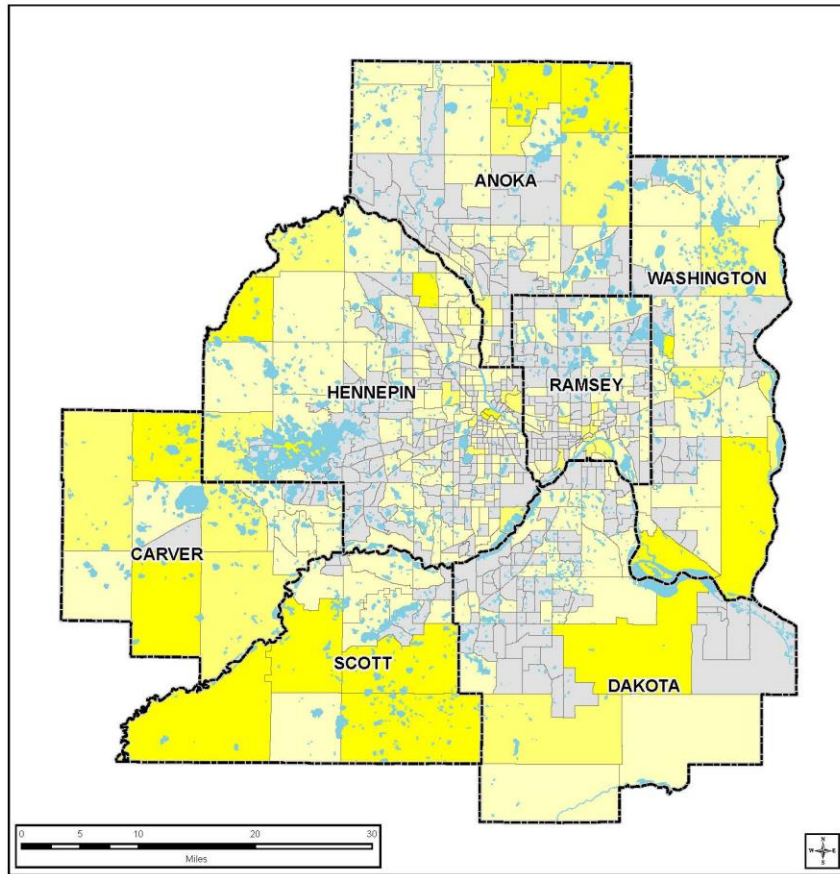 ANOKA
WASHINGTON
HENNEPIN
RAMSEY
CARVER
SCOTT
DAKOTA
0 5 10 20 30
Miles
N
W E
S